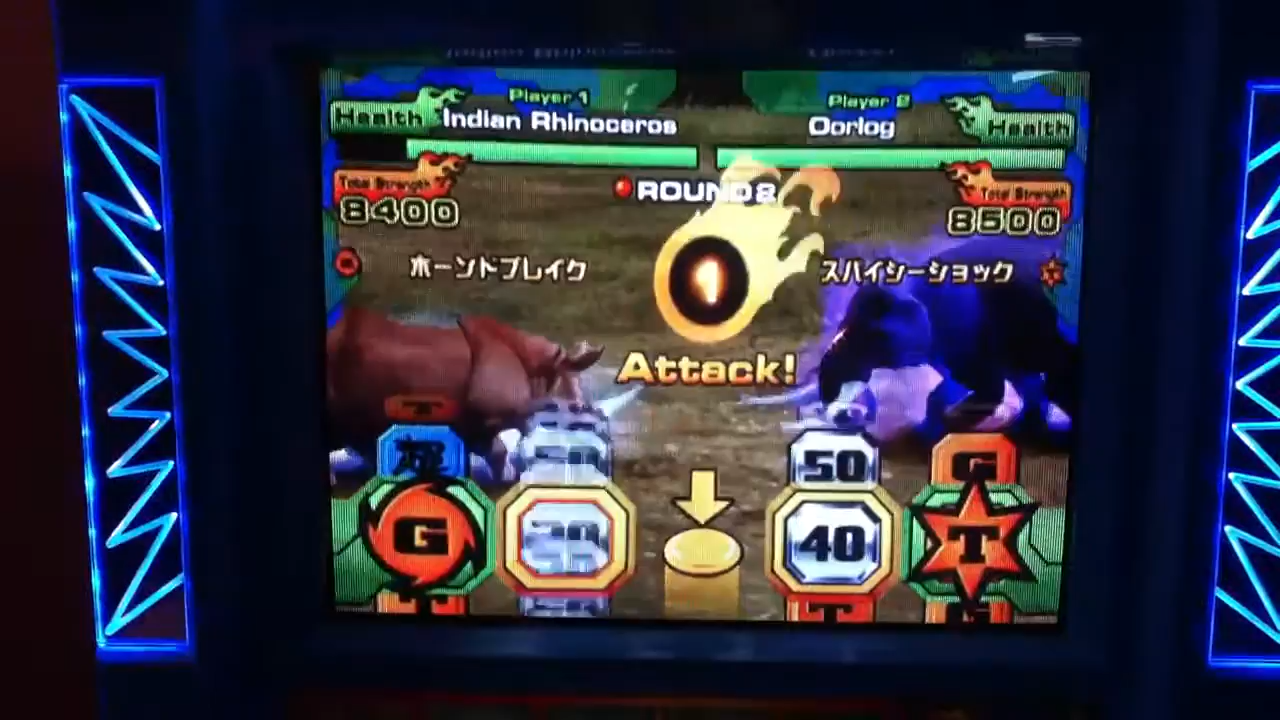 Player 1
Player 2
Health
Indian Rhinoceros
Oorlog
Health
Total Strength
ROUND 8
Total Strength
8400
8500
ホーンドブレイク
1
スパイシーショック
Attack!
50
G
G
40
T